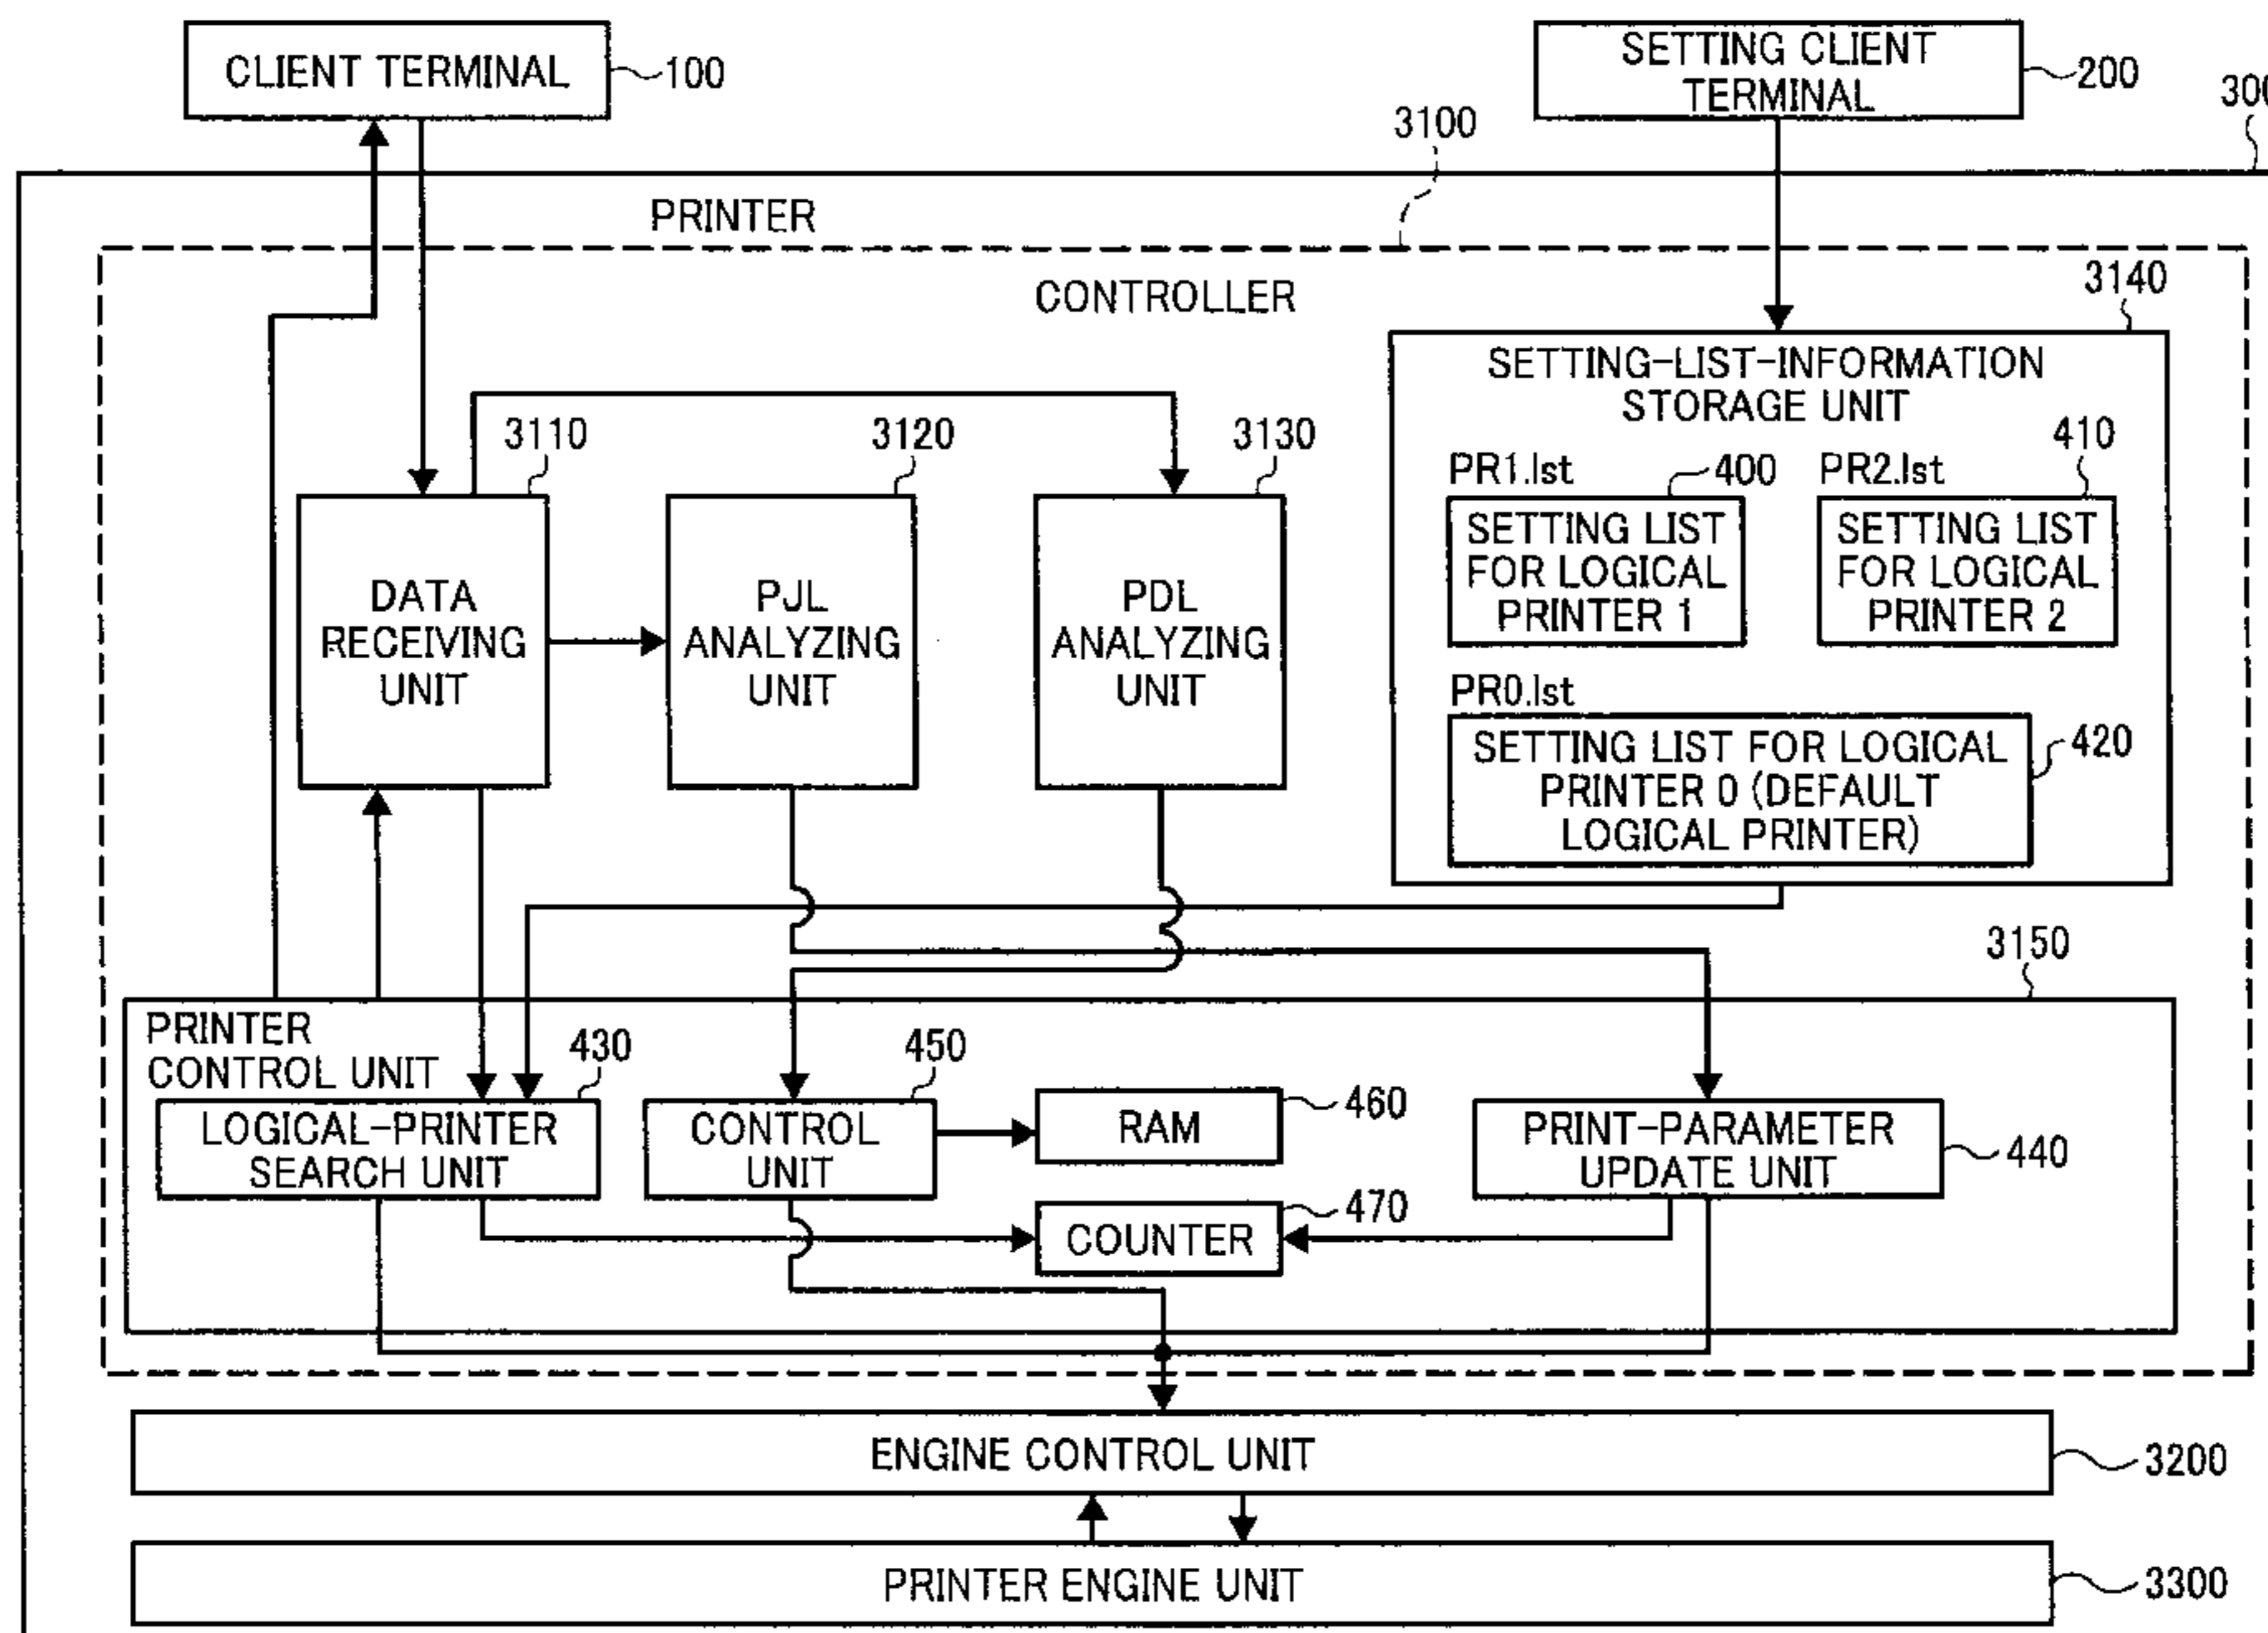 CLIENT TERMINAL
100
SETTING CLIENT
TERMINAL
200
300
3100
PRINTER
CONTROLLER
3140
SETTING-LIST-INFORMATION
STORAGE UNIT
3110
3120
3130
410
PR1.lst
400
PR2.lst
SETTING LIST
FOR LOGICAL
PRINTER 1
SETTING LIST
FOR LOGICAL
PRINTER 2
DATA
RECEIVING
UNIT
PJL
ANALYZING
UNIT
PDL
ANALYZING
UNIT
PR0.lst
SETTING LIST FOR LOGICAL
PRINTER 0 (DEFAULT
LOGICAL PRINTER)
420
3150
PRINTER
CONTROL UNIT
430
450
LOGICAL-PRINTER
SEARCH UNIT
CONTROL
UNIT
RAM
460
PRINT-PARAMETER
UPDATE UNIT
440
COUNTER
470
ENGINE CONTROL UNIT
3200
PRINTER ENGINE UNIT
3300